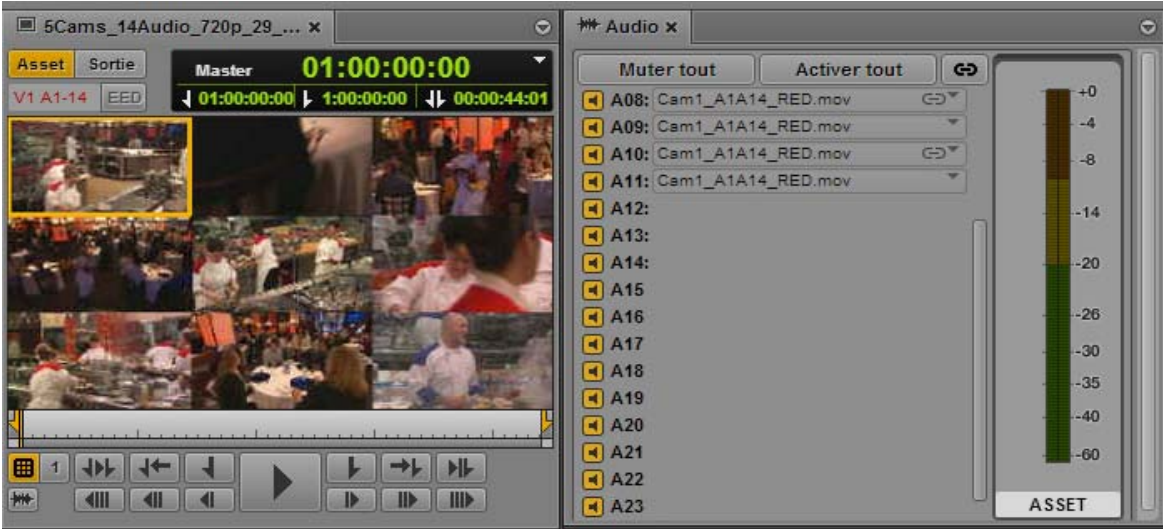 5Cams_14Audio_720p_29_... x
Asset Sortie
Master 01:00:00:00
V1 A1-14 EED
01:00:00:00 1:00:00:00 00:00:44:01
1
Audio x
Muter tout Activer tout
A08: Cam1_A1A14_RED.mov
A09: Cam1_A1A14_RED.mov
A10: Cam1_A1A14_RED.mov
A11: Cam1_A1A14_RED.mov
A12:
A13:
A14:
A15
A16
A17
A18
A19
A20
A21
A22
A23
+0
-4
-8
-14
-20
-26
-30
-35
-40
-60
ASSET